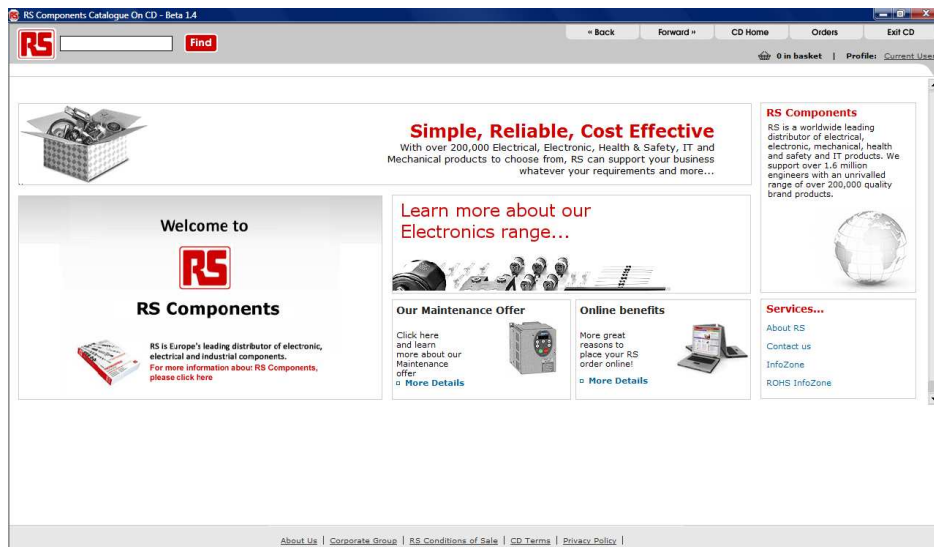 RS Components Catalogue On CD - Beta 1.4
RS
Find
« Back
Forward »
CD Home
Orders
Exit CD
0 in basket | Profile: Current User
Simple, Reliable, Cost Effective
With over 200,000 Electrical, Electronic, Health & Safety, IT and
Mechanical products to choose from, RS can support your business
whatever your requirements and more...
RS Components
RS is a worldwide leading
distributor of electrical,
electronic, mechanical, health
and safety and IT products. We
support over 1.6 million
engineers with an unrivalled
range of over 200,000 quality
brand products.
Welcome to
RS
RS Components
RS is Europe's leading distributor of electronic,
electrical and industrial components.
For more information about RS Components,
please click here
Learn more about our
Electronics range...
Our Maintenance Offer
Click here
and learn
more about our
Maintenance
offer
More Details
Online benefits
More great
reasons to
place your RS
order online!
More Details
Services...
About RS
Contact us
InfoZone
ROHS InfoZone
About Us | Corporate Group | RS Conditions of Sale | CD Terms | Privacy Policy |